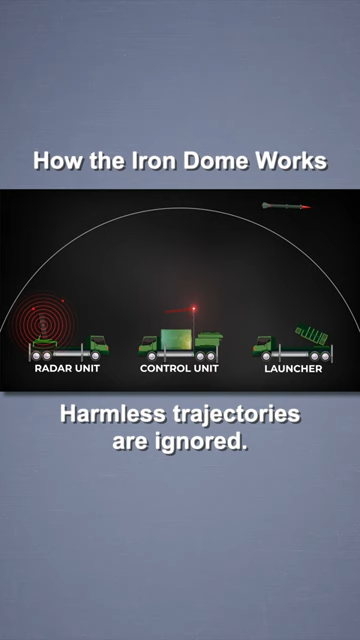 How the Iron Dome Works
RADAR UNIT
CONTROL UNIT
LAUNCHER
Harmless trajectories
are ignored.